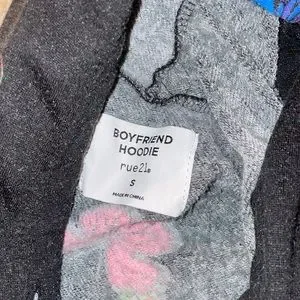 BOYFRIEND
HOODIE
rue21®
S
MADE IN CHINA